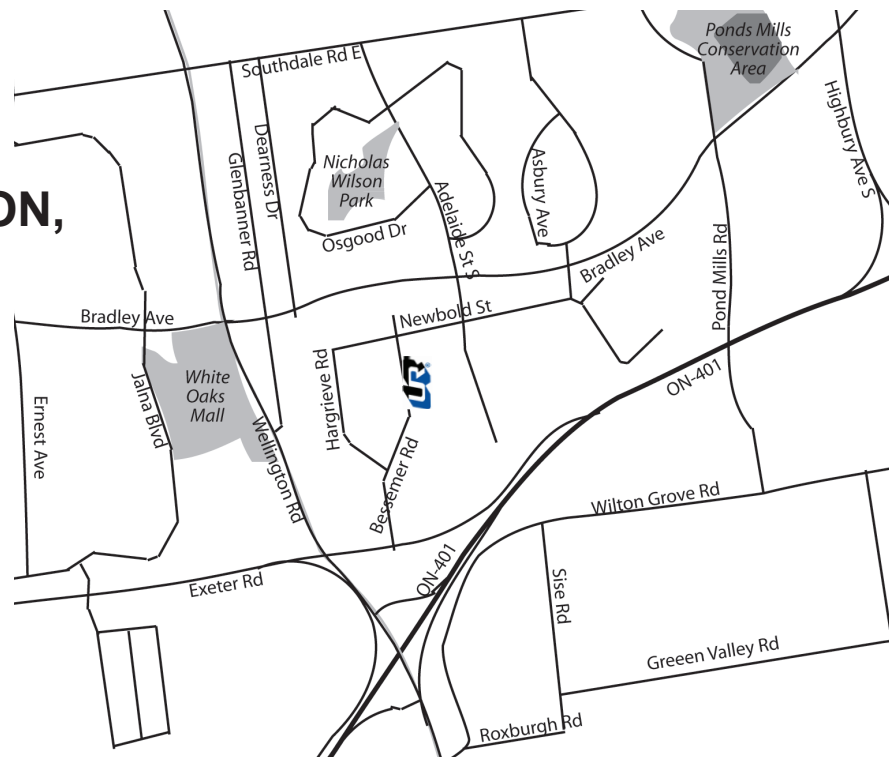 Ponds Mills
Conservation
Area
Southdale Rd E
Highbury Ave S
Dearness Dr
Glenbanner Rd
Nicholas
Wilson
Park
Asbury Ave
Adelaide St S
ON,
Osgood Dr
Bradley Ave
Pond Mills Rd
Bradley Ave
Newbold St
Hargrieve Rd
UR
ON-401
White
Oaks
Mall
Jalna Blvd
Ernest Ave
Wellington Rd
Bessemer Rd
Wilton Grove Rd
ON-401
Exeter Rd
Sise Rd
Greeen Valley Rd
Roxburgh Rd